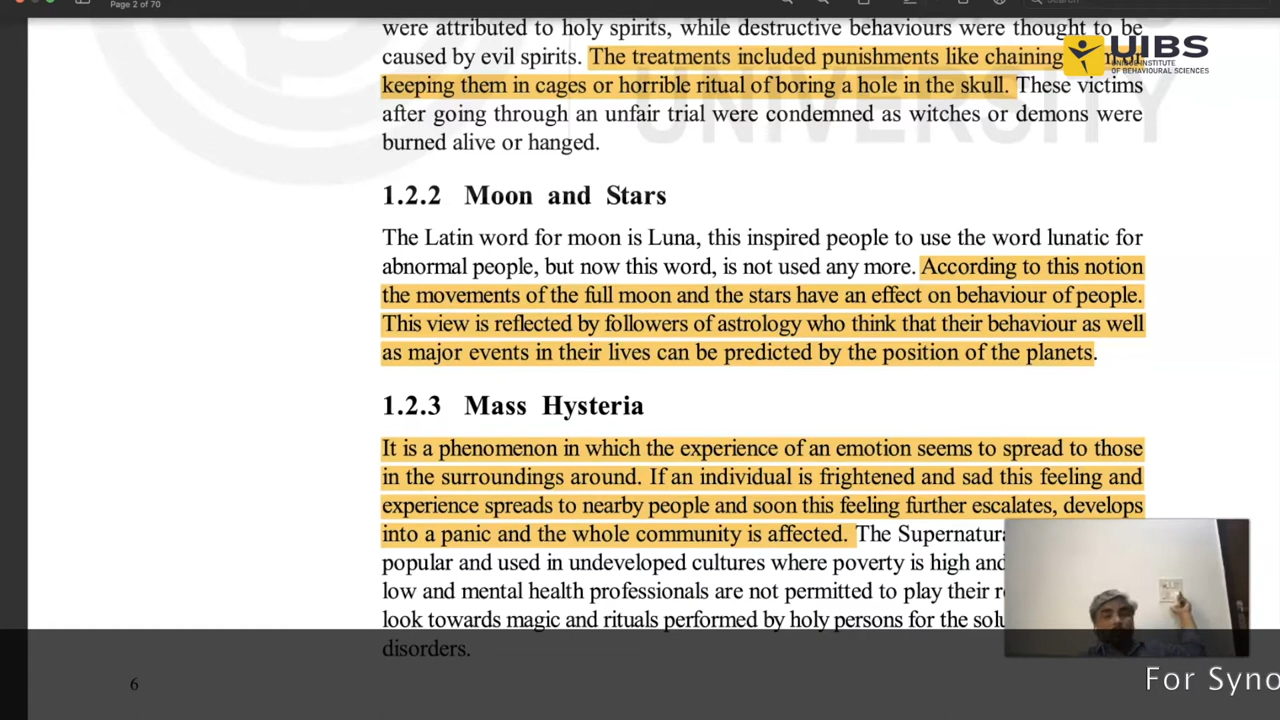 Page 2 of 70
Search
were attributed to holy spirits, while destructive behaviours were thought to be
UIBS
UNIQUE INSTITUTE
OF BEHAVIOURAL SCIENCES
caused by evil spirits. The treatments included punishments like chaining
keeping them in cages or horrible ritual of boring a hole in the skull. These victims
after going through an unfair trial were condemned as witches or demons were
UNIVERSITY
burned alive or hanged.
1.2.2 Moon and Stars
The Latin word for moon is Luna, this inspired people to use the word lunatic for
abnormal people, but now this word, is not used any more. According to this notion
the movements of the full moon and the stars have an effect on behaviour of people.
This view is reflected by followers of astrology who think that their behaviour as well
as major events in their lives can be predicted by the position of the planets.
1.2.3 Mass Hysteria
It is a phenomenon in which the experience of an emotion seems to spread to those
in the surroundings around. If an individual is frightened and sad this feeling and
experience spreads to nearby people and soon this feeling further escalates, develops
into a panic and the whole community is affected. The Supernatura
popular and used in undeveloped cultures where poverty is high and
low and mental health professionals are not permitted to play their r
look towards magic and rituals performed by holy persons for the solu
disorders.
6
For Syno